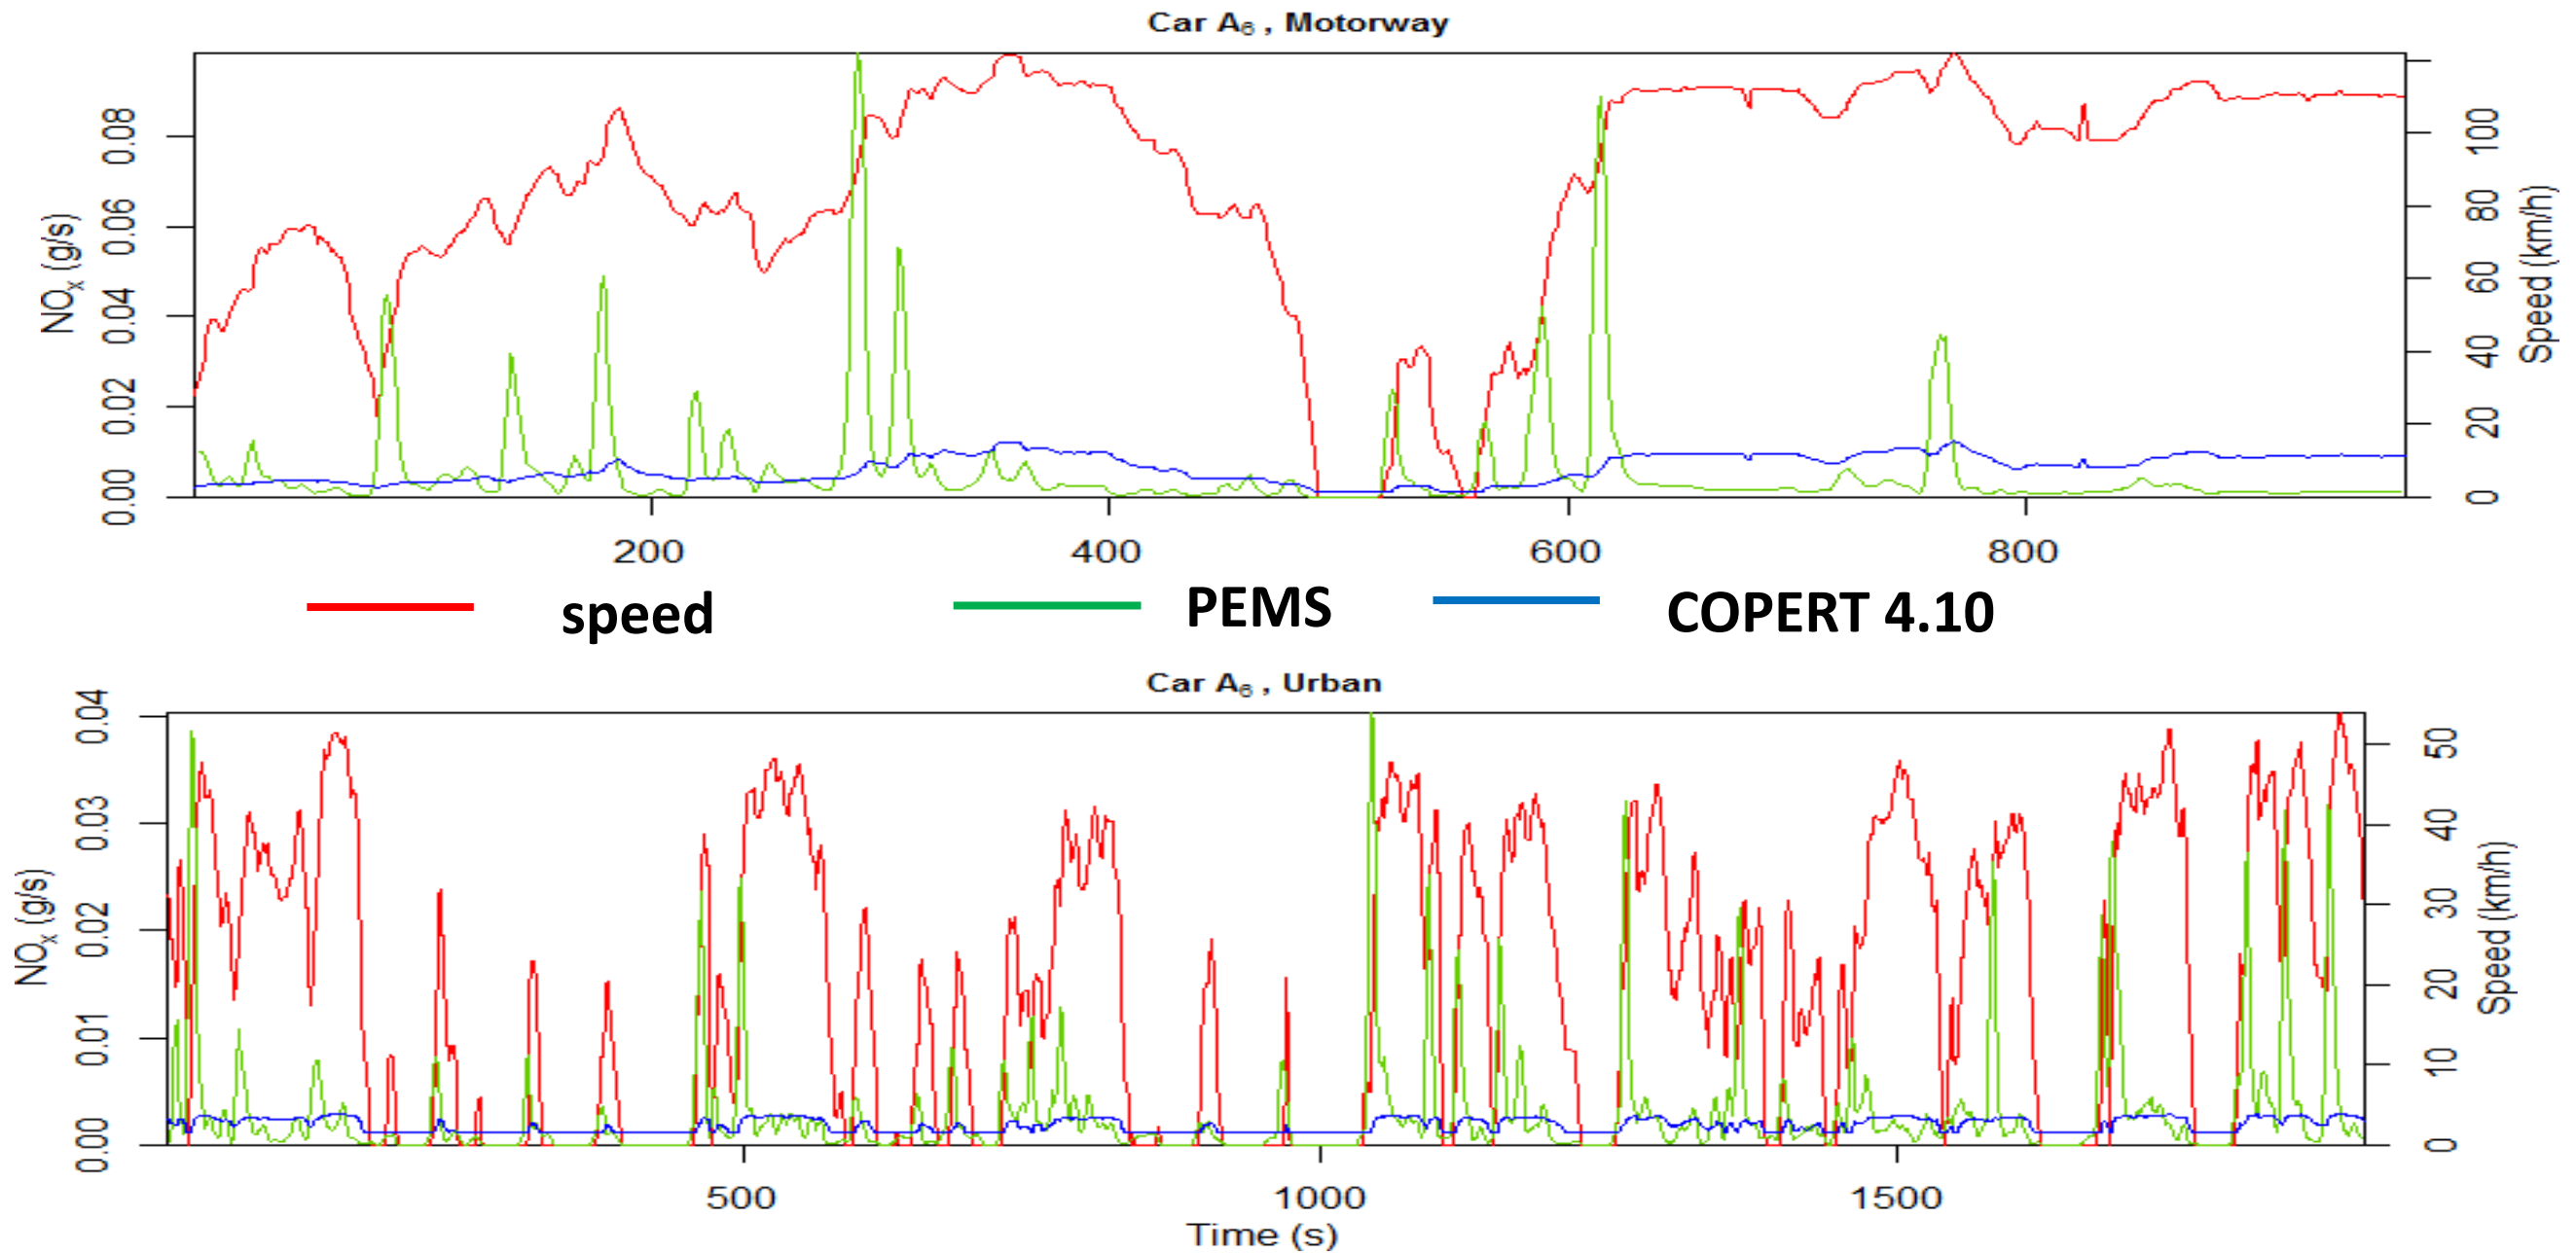 Car A₆ , Motorway
NOₓ (g/s)
0.00 0.02 0.04 0.06 0.08
0 20 40 60 80 100
Speed (km/h)
200 400 600 800
speed PEMS COPERT 4.10
Car A₆ , Urban
NOₓ (g/s)
0.00 0.01 0.02 0.03 0.04
0 10 20 30 40 50
Speed (km/h)
500 1000 1500
Time (s)